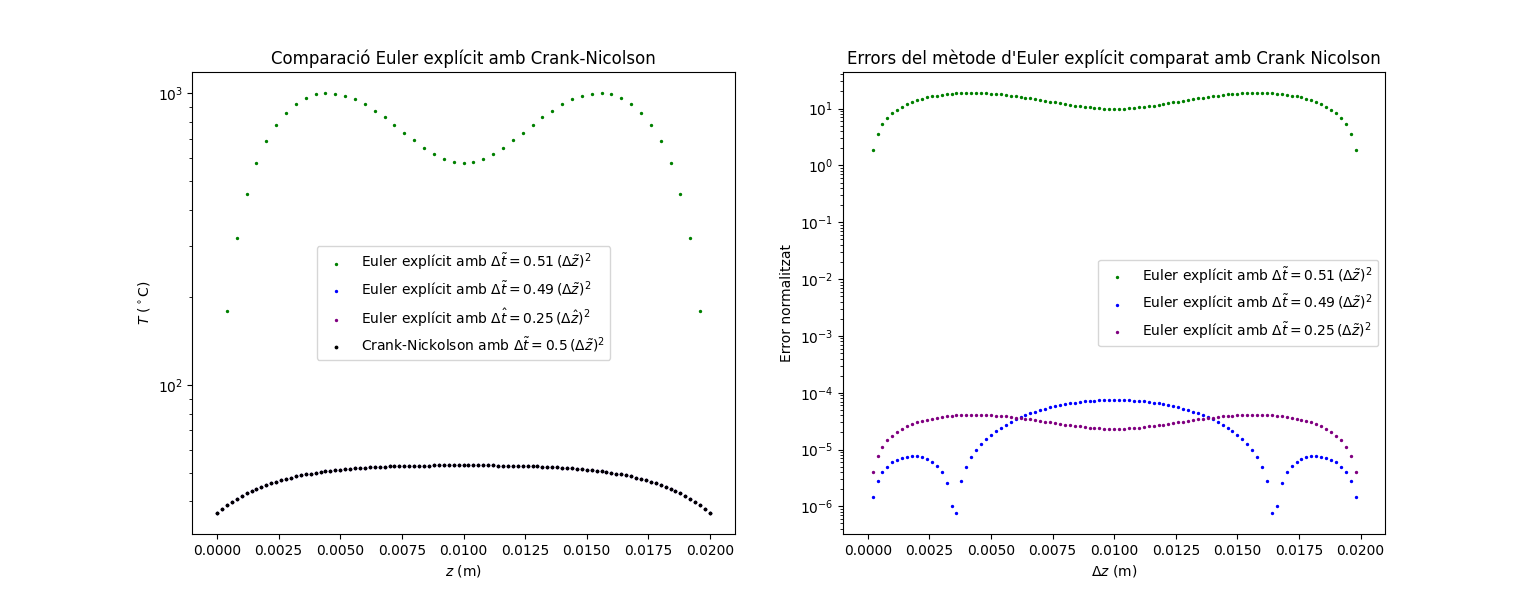 Comparació Euler explícit amb Crank-Nicolson
10³
10²
T (°C)
Euler explícit amb Δt̃ = 0.51 (Δz̃)²
Euler explícit amb Δt̃ = 0.49 (Δz̃)²
Euler explícit amb Δt̂ = 0.25 (Δẑ)²
Crank-Nickolson amb Δt̃ = 0.5 (Δz̃)²
0.0000 0.0025 0.0050 0.0075 0.0100 0.0125 0.0150 0.0175 0.0200
z (m)
Errors del mètode d'Euler explícit comparat amb Crank Nicolson
10¹
10⁰
10⁻¹
10⁻²
10⁻³
10⁻⁴
10⁻⁵
10⁻⁶
Error normalitzat
Euler explícit amb Δt̃ = 0.51 (Δz̃)²
Euler explícit amb Δt̃ = 0.49 (Δz̃)²
Euler explícit amb Δt̃ = 0.25 (Δz̃)²
0.0000 0.0025 0.0050 0.0075 0.0100 0.0125 0.0150 0.0175 0.0200
Δz (m)